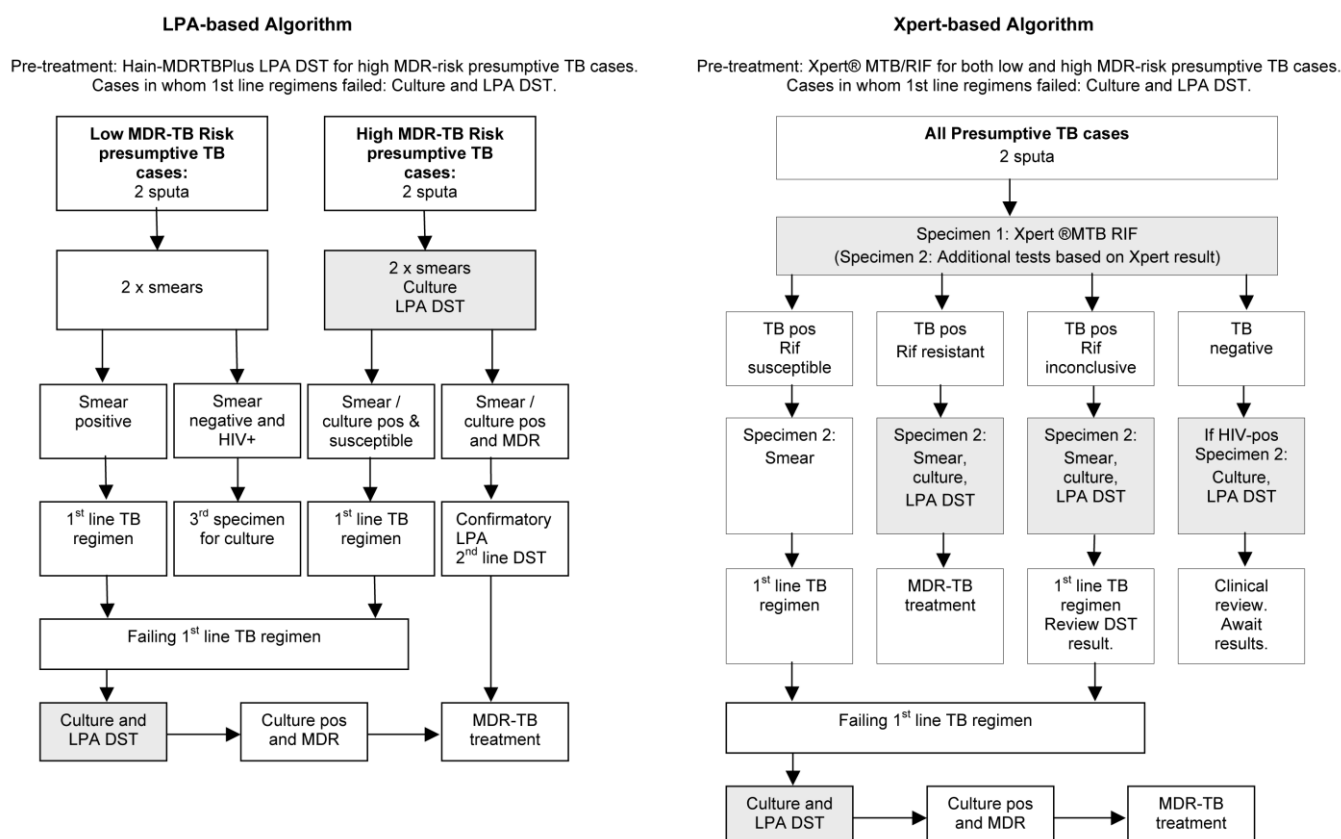 LPA-based Algorithm
Pre-treatment: Hain-MDRTBPlus LPA DST for high MDR-risk presumptive TB cases.
Cases in whom 1st line regimens failed: Culture and LPA DST.
Low MDR-TB Risk
presumptive TB
cases:
2 sputa
High MDR-TB Risk
presumptive TB
cases:
2 sputa
2 x smears
2 x smears
Culture
LPA DST
Smear
positive
Smear
negative and
HIV+
Smear /
culture pos &
susceptible
Smear /
culture pos
and MDR
1st line TB
regimen
3rd specimen
for culture
1st line TB
regimen
Confirmatory
LPA
2nd line DST
Failing 1st line TB regimen
Culture and
LPA DST
Culture pos
and MDR
MDR-TB
treatment
Xpert-based Algorithm
Pre-treatment: Xpert® MTB/RIF for both low and high MDR-risk presumptive TB cases.
Cases in whom 1st line regimens failed: Culture and LPA DST.
All Presumptive TB cases
2 sputa
Specimen 1: Xpert ®MTB RIF
(Specimen 2: Additional tests based on Xpert result)
TB pos
Rif
susceptible
TB pos
Rif resistant
TB pos
Rif
inconclusive
TB
negative
Specimen 2:
Smear
Specimen 2:
Smear,
culture,
LPA DST
Specimen 2:
Smear,
culture,
LPA DST
If HIV-pos
Specimen 2:
Culture,
LPA DST
1st line TB
regimen
MDR-TB
treatment
1st line TB
regimen
Review DST
result.
Clinical
review.
Await
results.
Failing 1st line TB regimen
Culture and
LPA DST
Culture pos
and MDR
MDR-TB
treatment